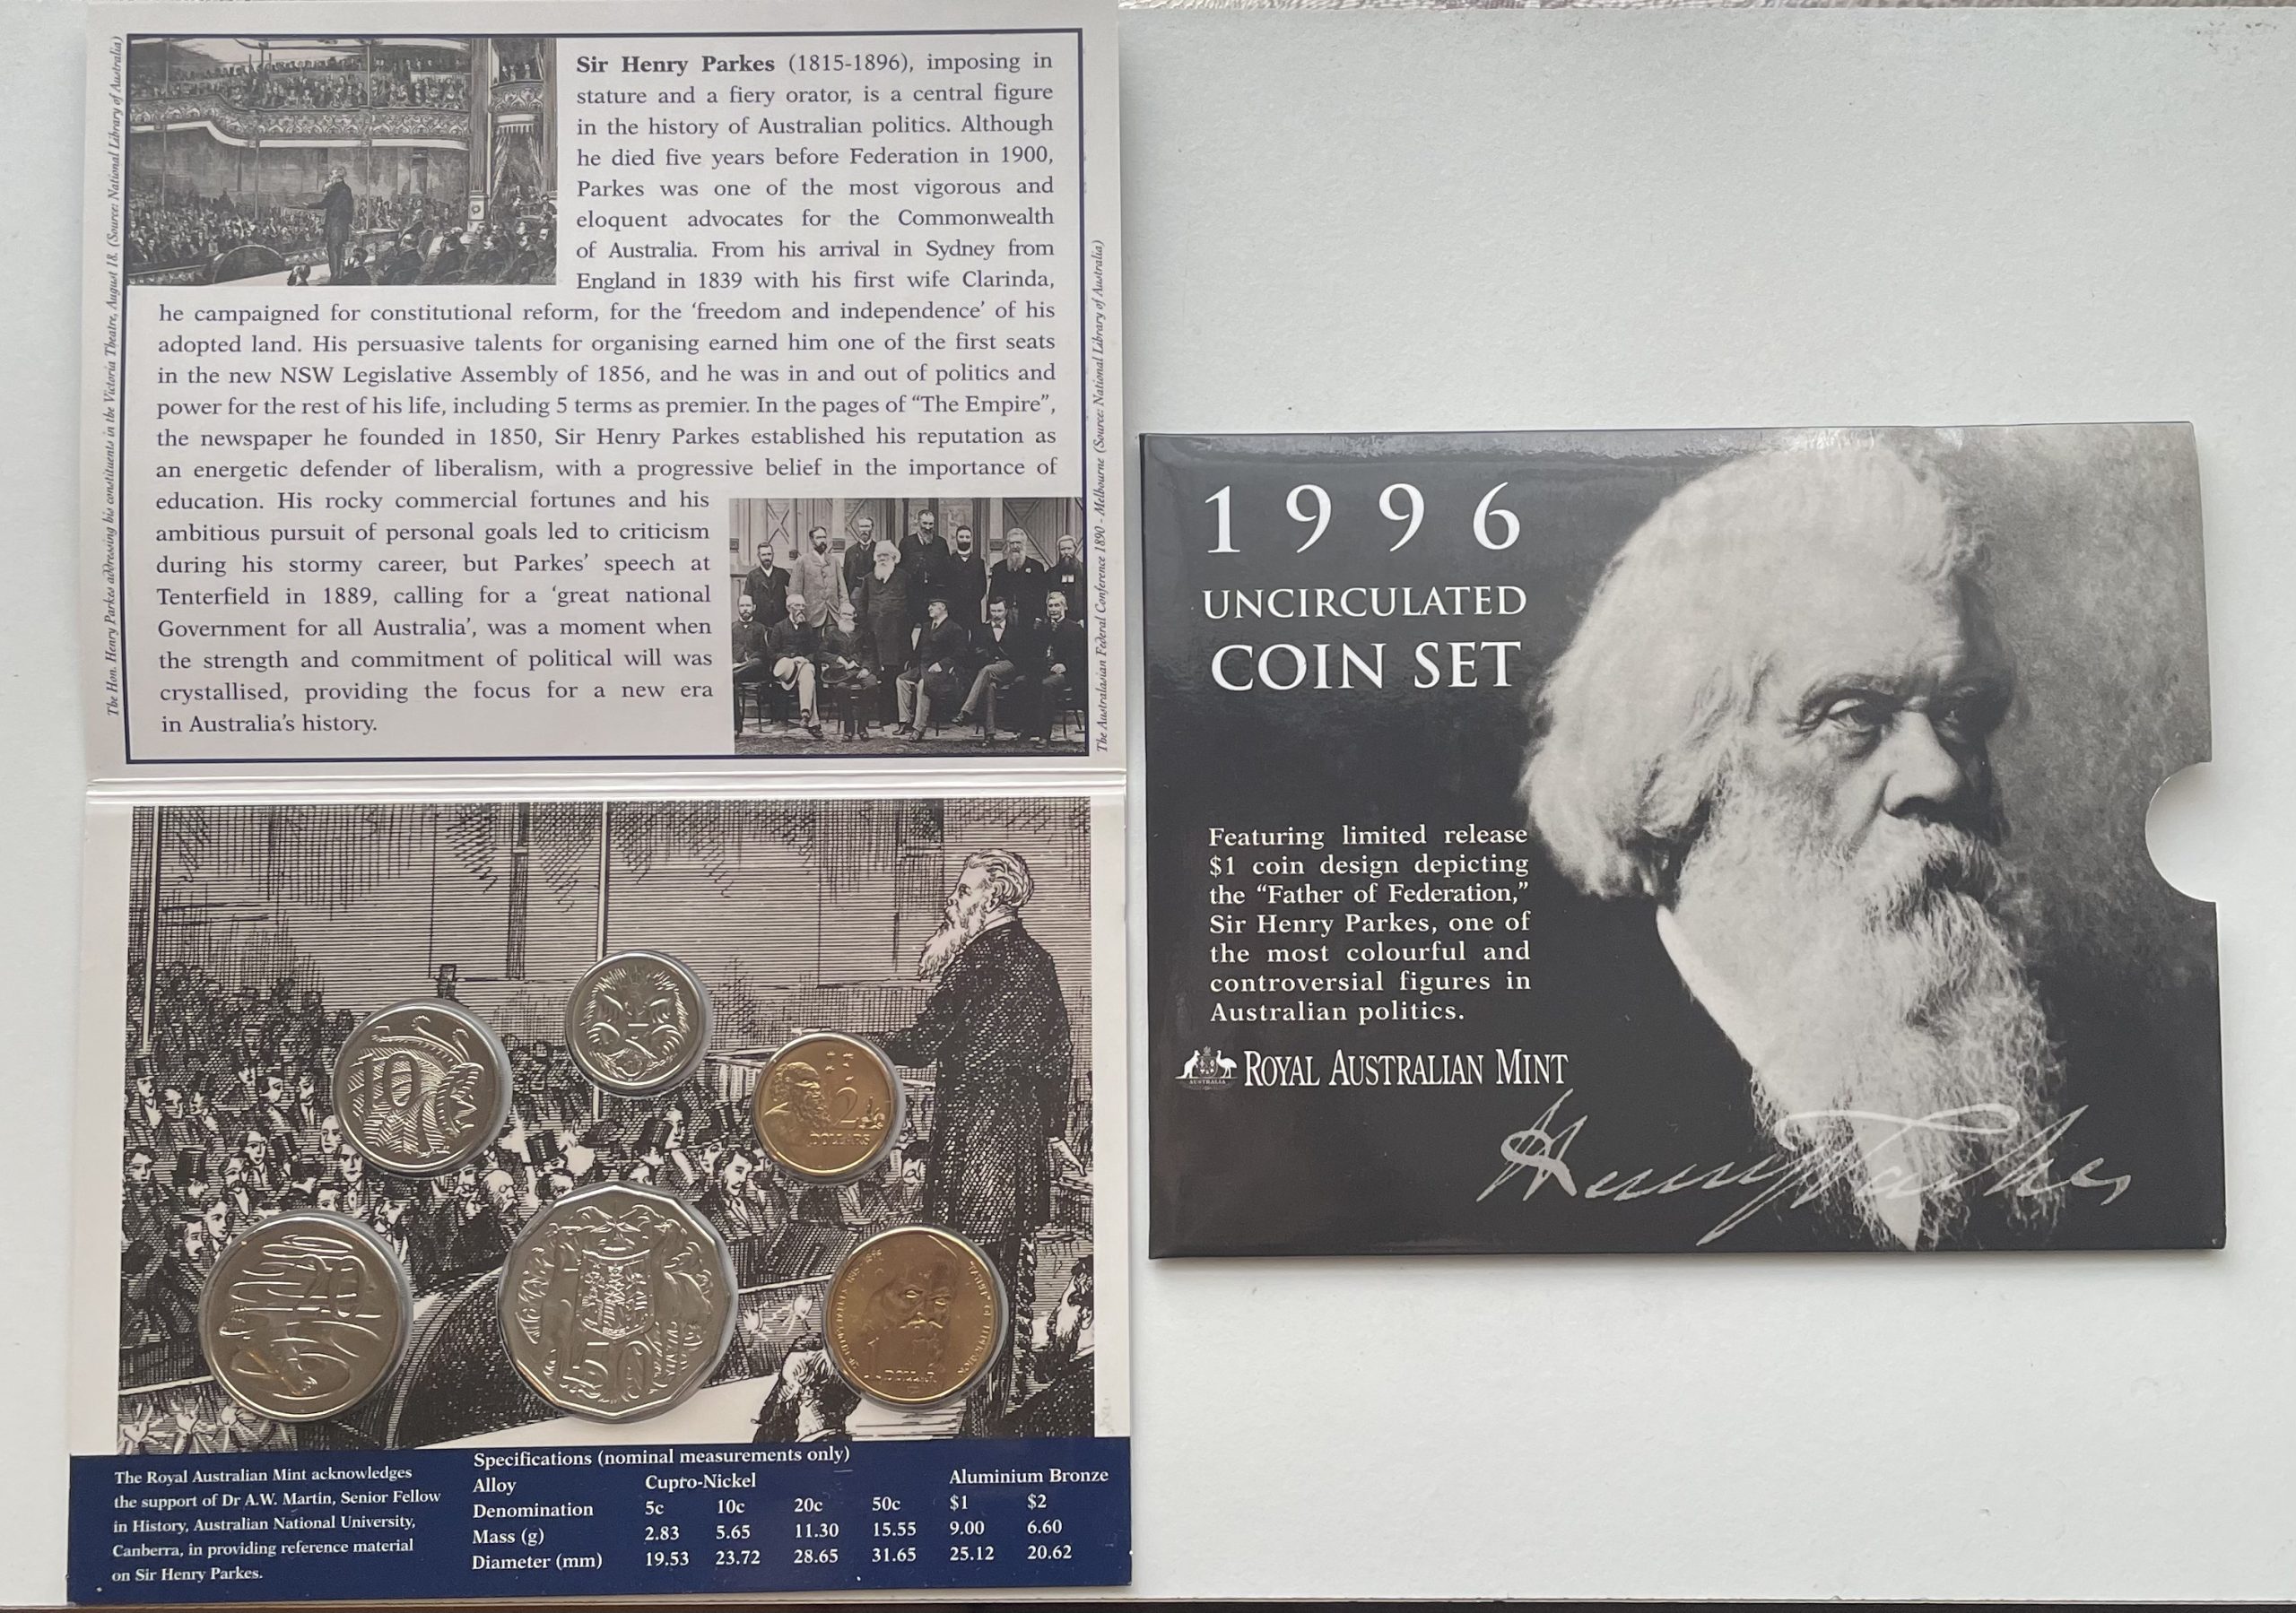 The Hon. Henry Parkes addressing his constituents in the Victoria Theatre, August 18. (Source: National Library of Australia)
Sir Henry Parkes (1815-1896), imposing in
stature and a fiery orator, is a central figure
in the history of Australian politics. Although
he died five years before Federation in 1900,
Parkes was one of the most vigorous and
eloquent advocates for the Commonwealth
of Australia. From his arrival in Sydney from
England in 1839 with his first wife Clarinda,
he campaigned for constitutional reform, for the ‘freedom and independence’ of his
adopted land. His persuasive talents for organising earned him one of the first seats
in the new NSW Legislative Assembly of 1856, and he was in and out of politics and
power for the rest of his life, including 5 terms as premier. In the pages of “The Empire”,
the newspaper he founded in 1850, Sir Henry Parkes established his reputation as
an energetic defender of liberalism, with a progressive belief in the importance of
education. His rocky commercial fortunes and his
ambitious pursuit of personal goals led to criticism
during his stormy career, but Parkes’ speech at
Tenterfield in 1889, calling for a ‘great national
Government for all Australia’, was a moment when
the strength and commitment of political will was
crystallised, providing the focus for a new era
in Australia’s history.
The Australasian Federal Conference 1890 - Melbourne (Source: National Library of Australia)
10
5
2
DOLLARS
20
50
DOLLAR
The Royal Australian Mint acknowledges
the support of Dr A.W. Martin, Senior Fellow
in History, Australian National University,
Canberra, in providing reference material
on Sir Henry Parkes.
Specifications (nominal measurements only)
Alloy Cupro-Nickel Aluminium Bronze
Denomination 5c 10c 20c 50c $1 $2
Mass (g) 2.83 5.65 11.30 15.55 9.00 6.60
Diameter (mm) 19.53 23.72 28.65 31.65 25.12 20.62
1996
UNCIRCULATED
COIN SET
Featuring limited release
$1 coin design depicting
the “Father of Federation,”
Sir Henry Parkes, one of
the most colourful and
controversial figures in
Australian politics.
AUSTRALIA
ROYAL AUSTRALIAN MINT
Henry Parkes